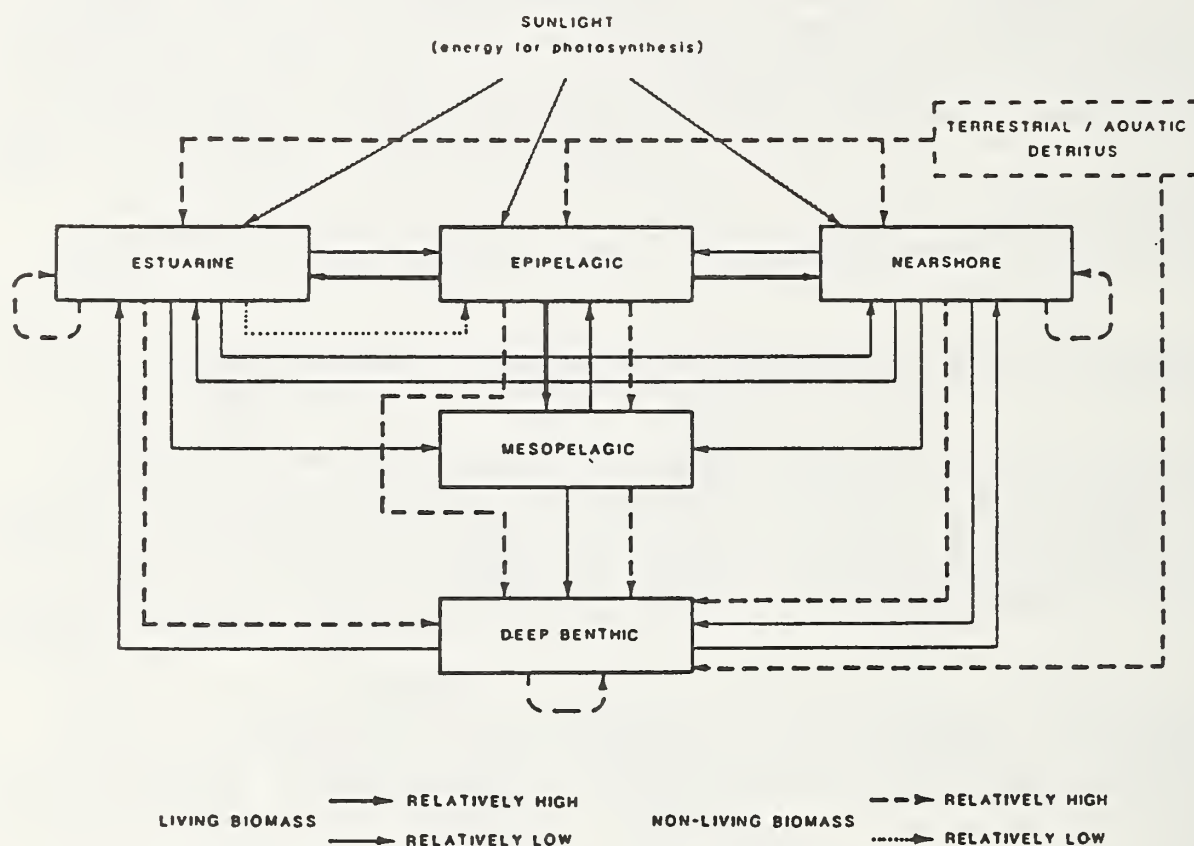 SUNLIGHT
(energy for photosynthesis)
TERRESTRIAL / AQUATIC
DETRITUS
ESTUARINE
EPIPELAGIC
NEARSHORE
MESOPELAGIC
DEEP BENTHIC
LIVING BIOMASS
RELATIVELY HIGH
RELATIVELY LOW
NON-LIVING BIOMASS
RELATIVELY HIGH
RELATIVELY LOW